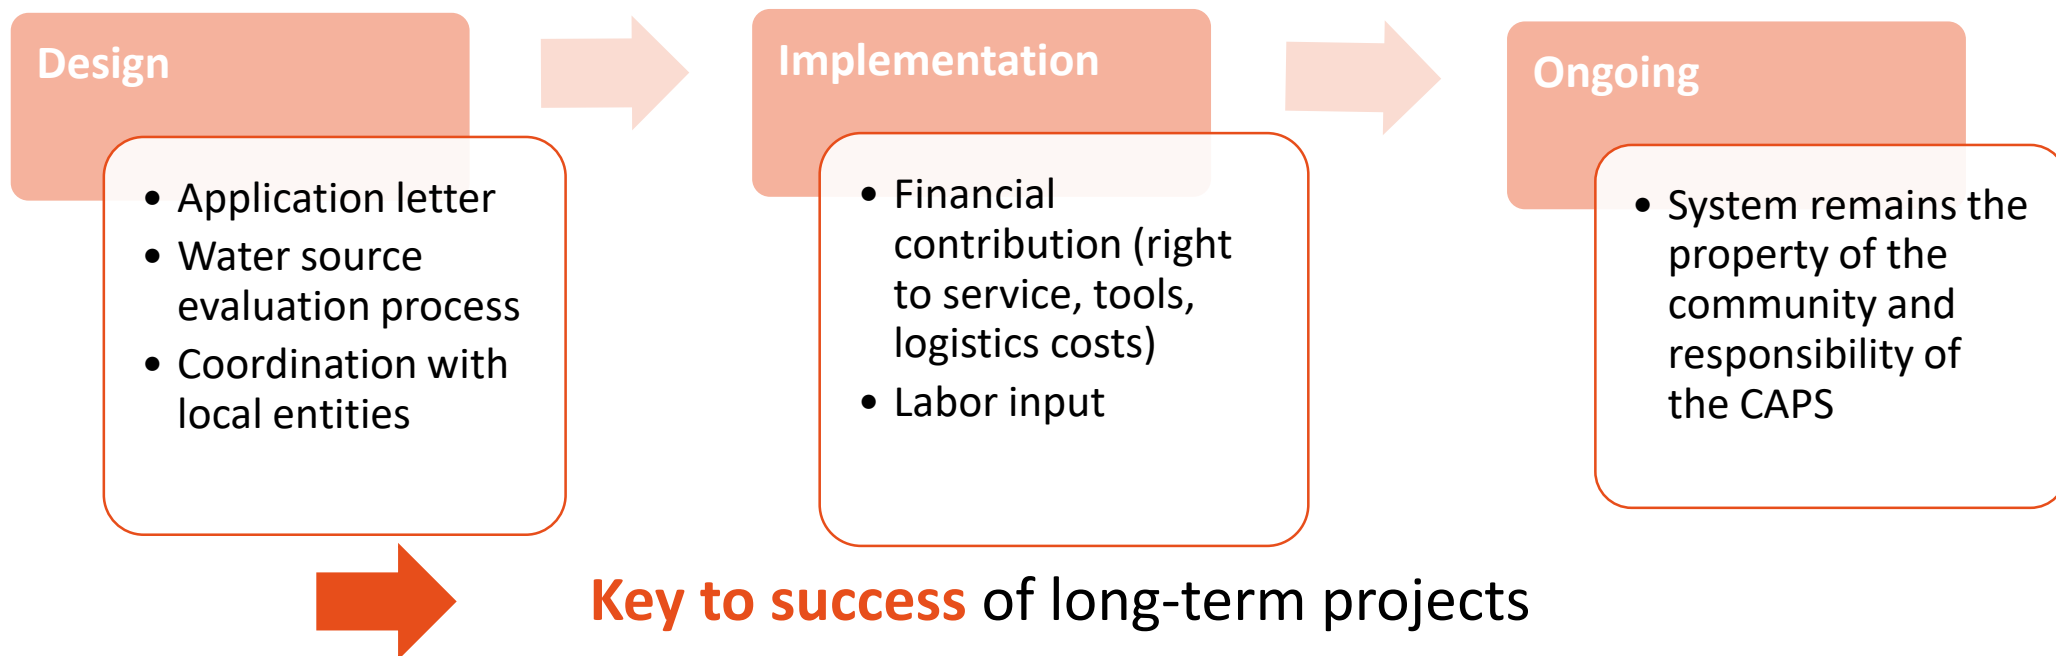 Design
• Application letter
• Water source
evaluation process
• Coordination with
local entities
Implementation
• Financial
contribution (right
to service, tools,
logistics costs)
• Labor input
Ongoing
• System remains the
property of the
community and
responsibility of
the CAPS
Key to success of long-term projects